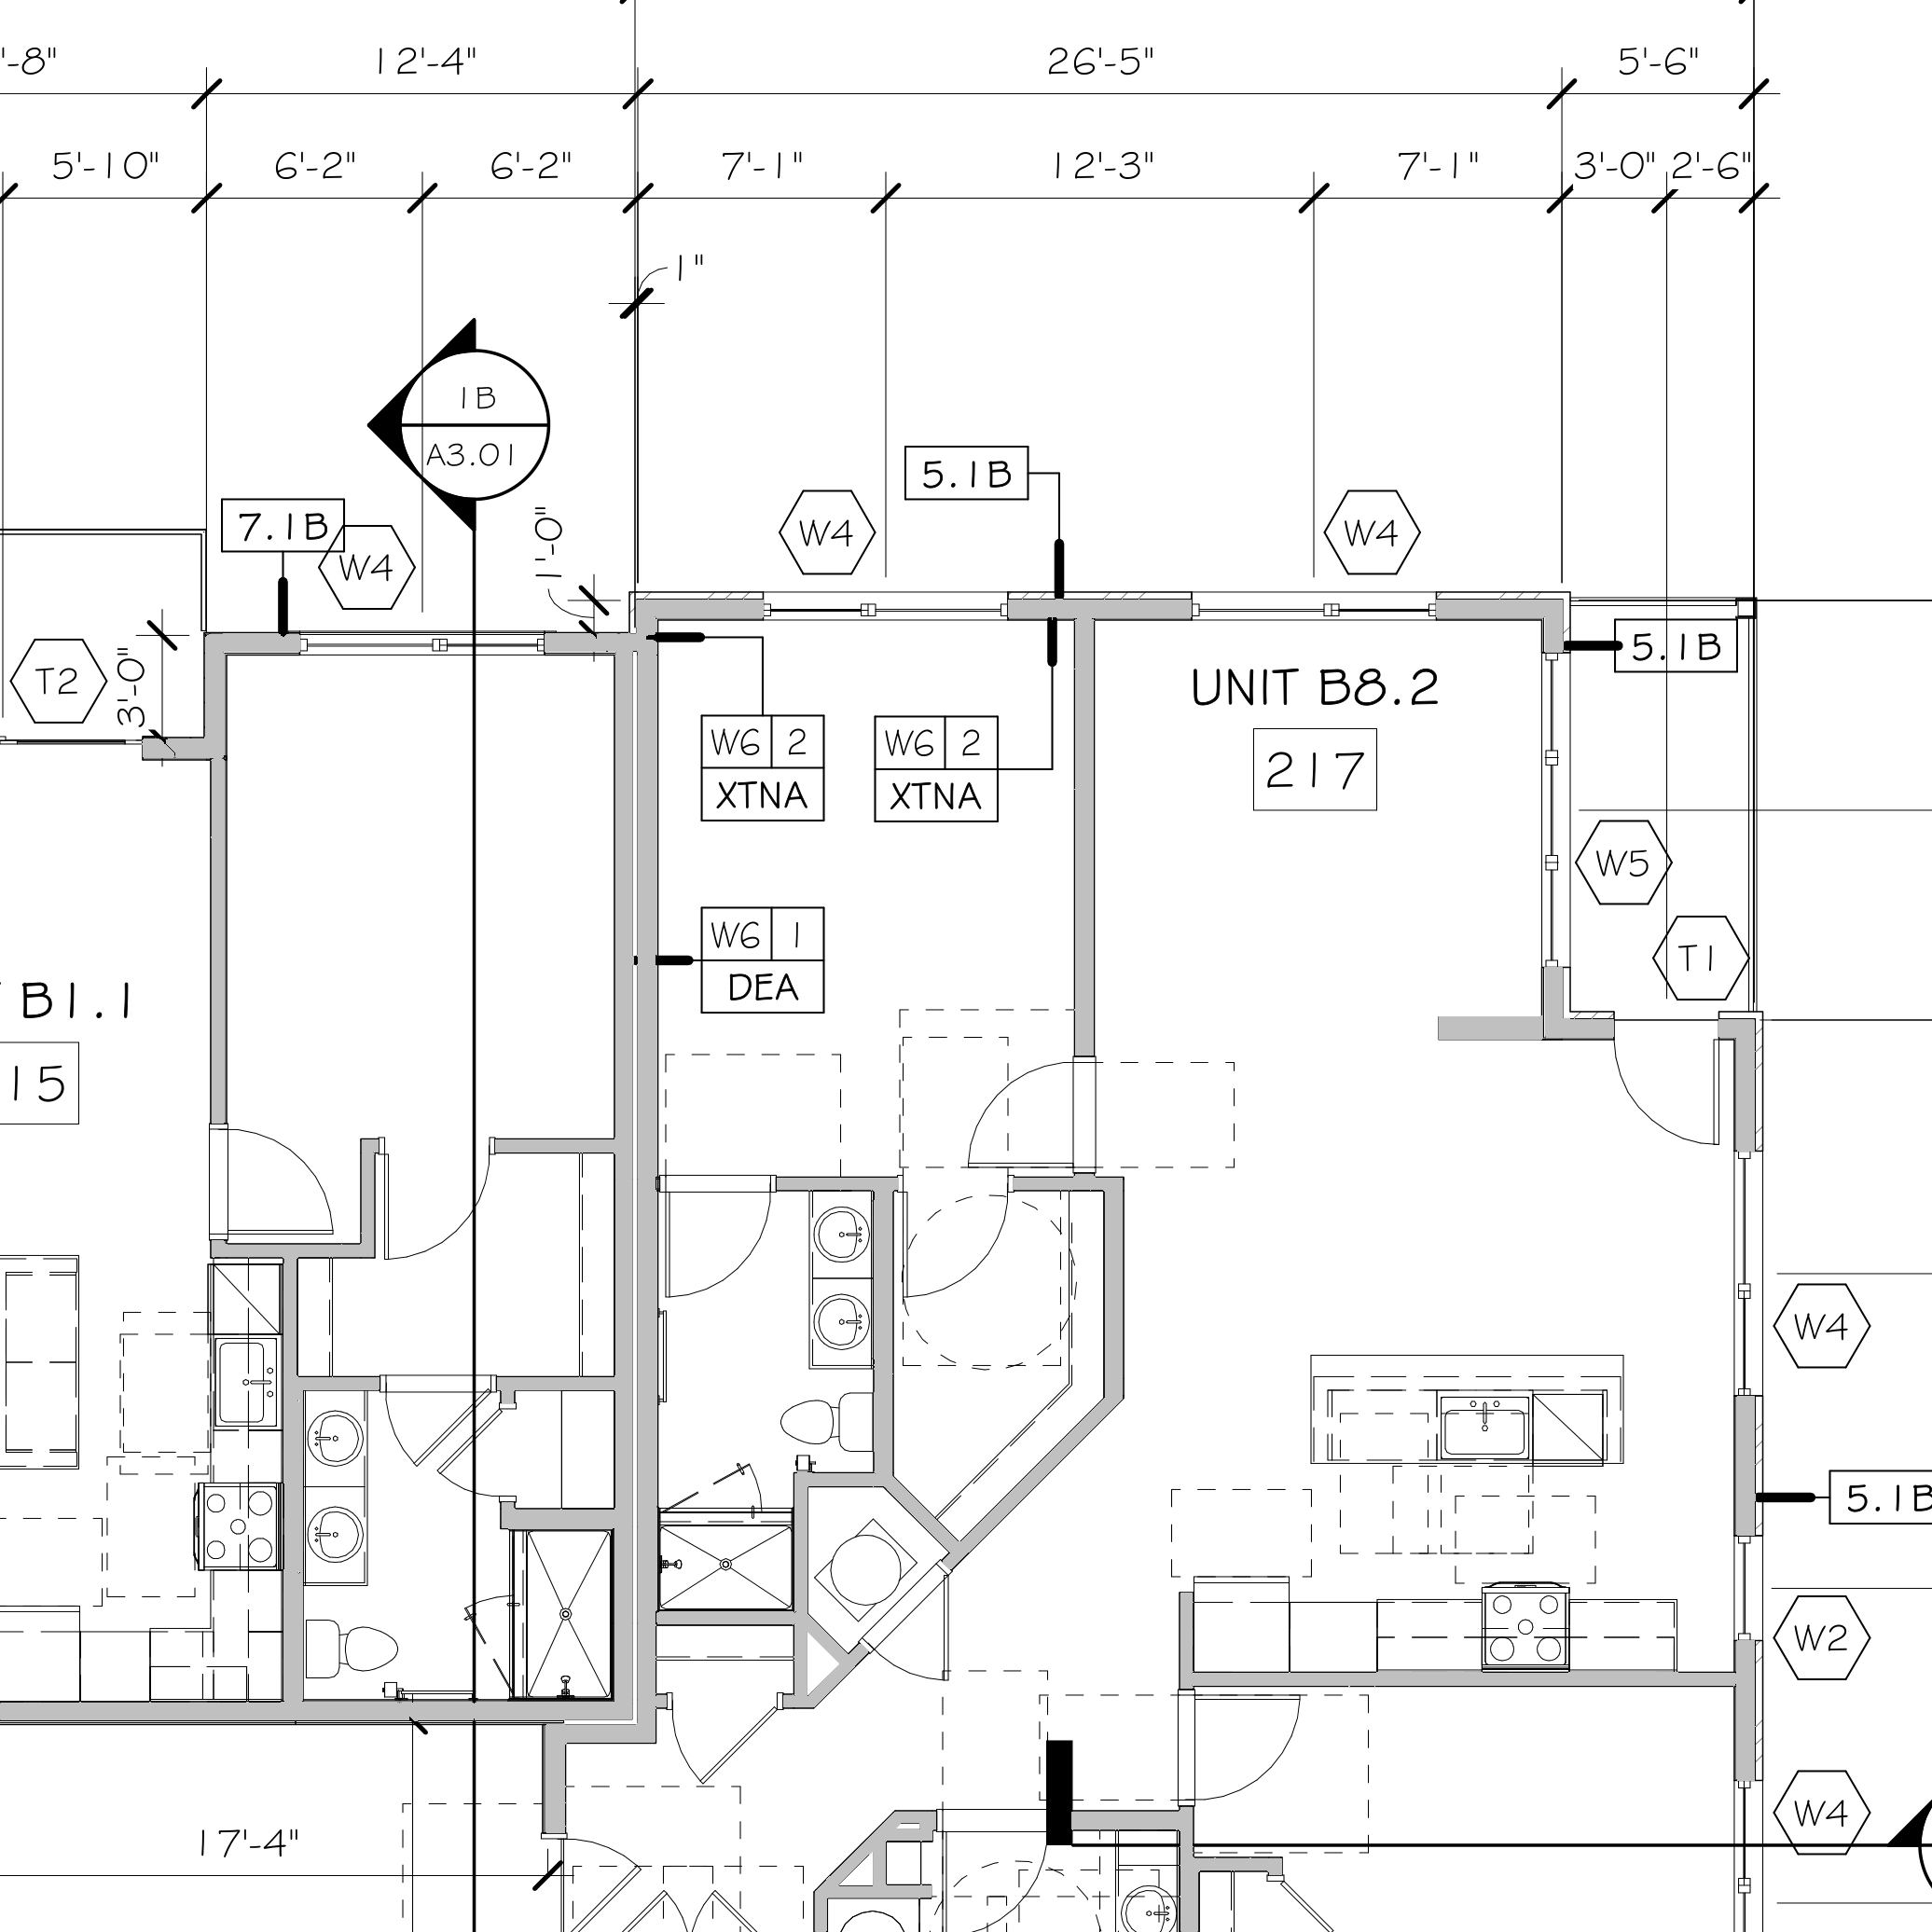 '-8" 12'-4" 26'-5" 5'-6"
5'-10" 6'-2" 6'-2" 7'-1" 12'-3" 7'-1" 3'-0" 2'-6"
1"
1B
A3.01
5.1B
7.1B
W4
1'-0"
W4
W4
T2
3'-0"
5.1B
UNIT B8.2
217
W6 2
XTNA
W6 2
XTNA
W5
W6 1
DEA
T1
B1.1
15
W4
5.1B
W2
W4
17'-4"